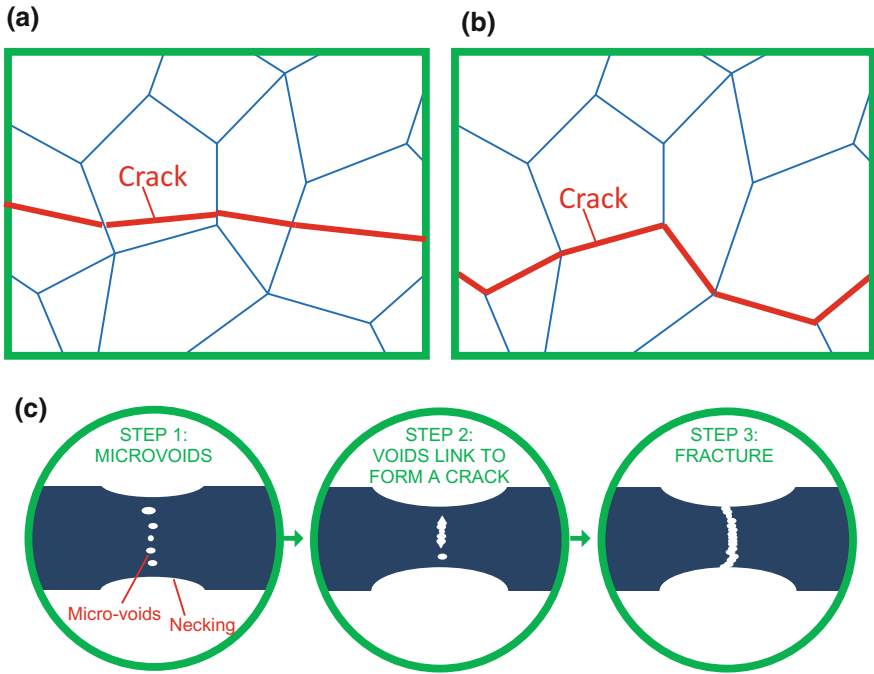 (a)
Crack
(b)
Crack
(c)
STEP 1:
MICROVOIDS
Micro-voids
Necking
STEP 2:
VOIDS LINK TO
FORM A CRACK
STEP 3:
FRACTURE